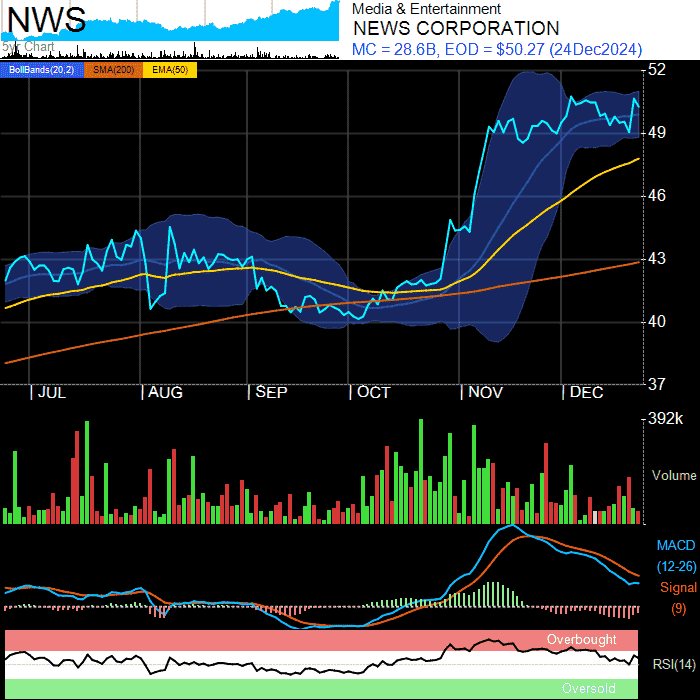 NWS
5yr Chart
Media & Entertainment
NEWS CORPORATION
MC = 28.6B, EOD = $50.27 (24Dec2024)
BollBands(20,2) SMA(200) EMA(50)
52
49
46
43
40
37
JUL AUG SEP OCT NOV DEC
392k
Volume
MACD
(12-26)
Signal
(9)
Overbought
RSI(14)
Oversold